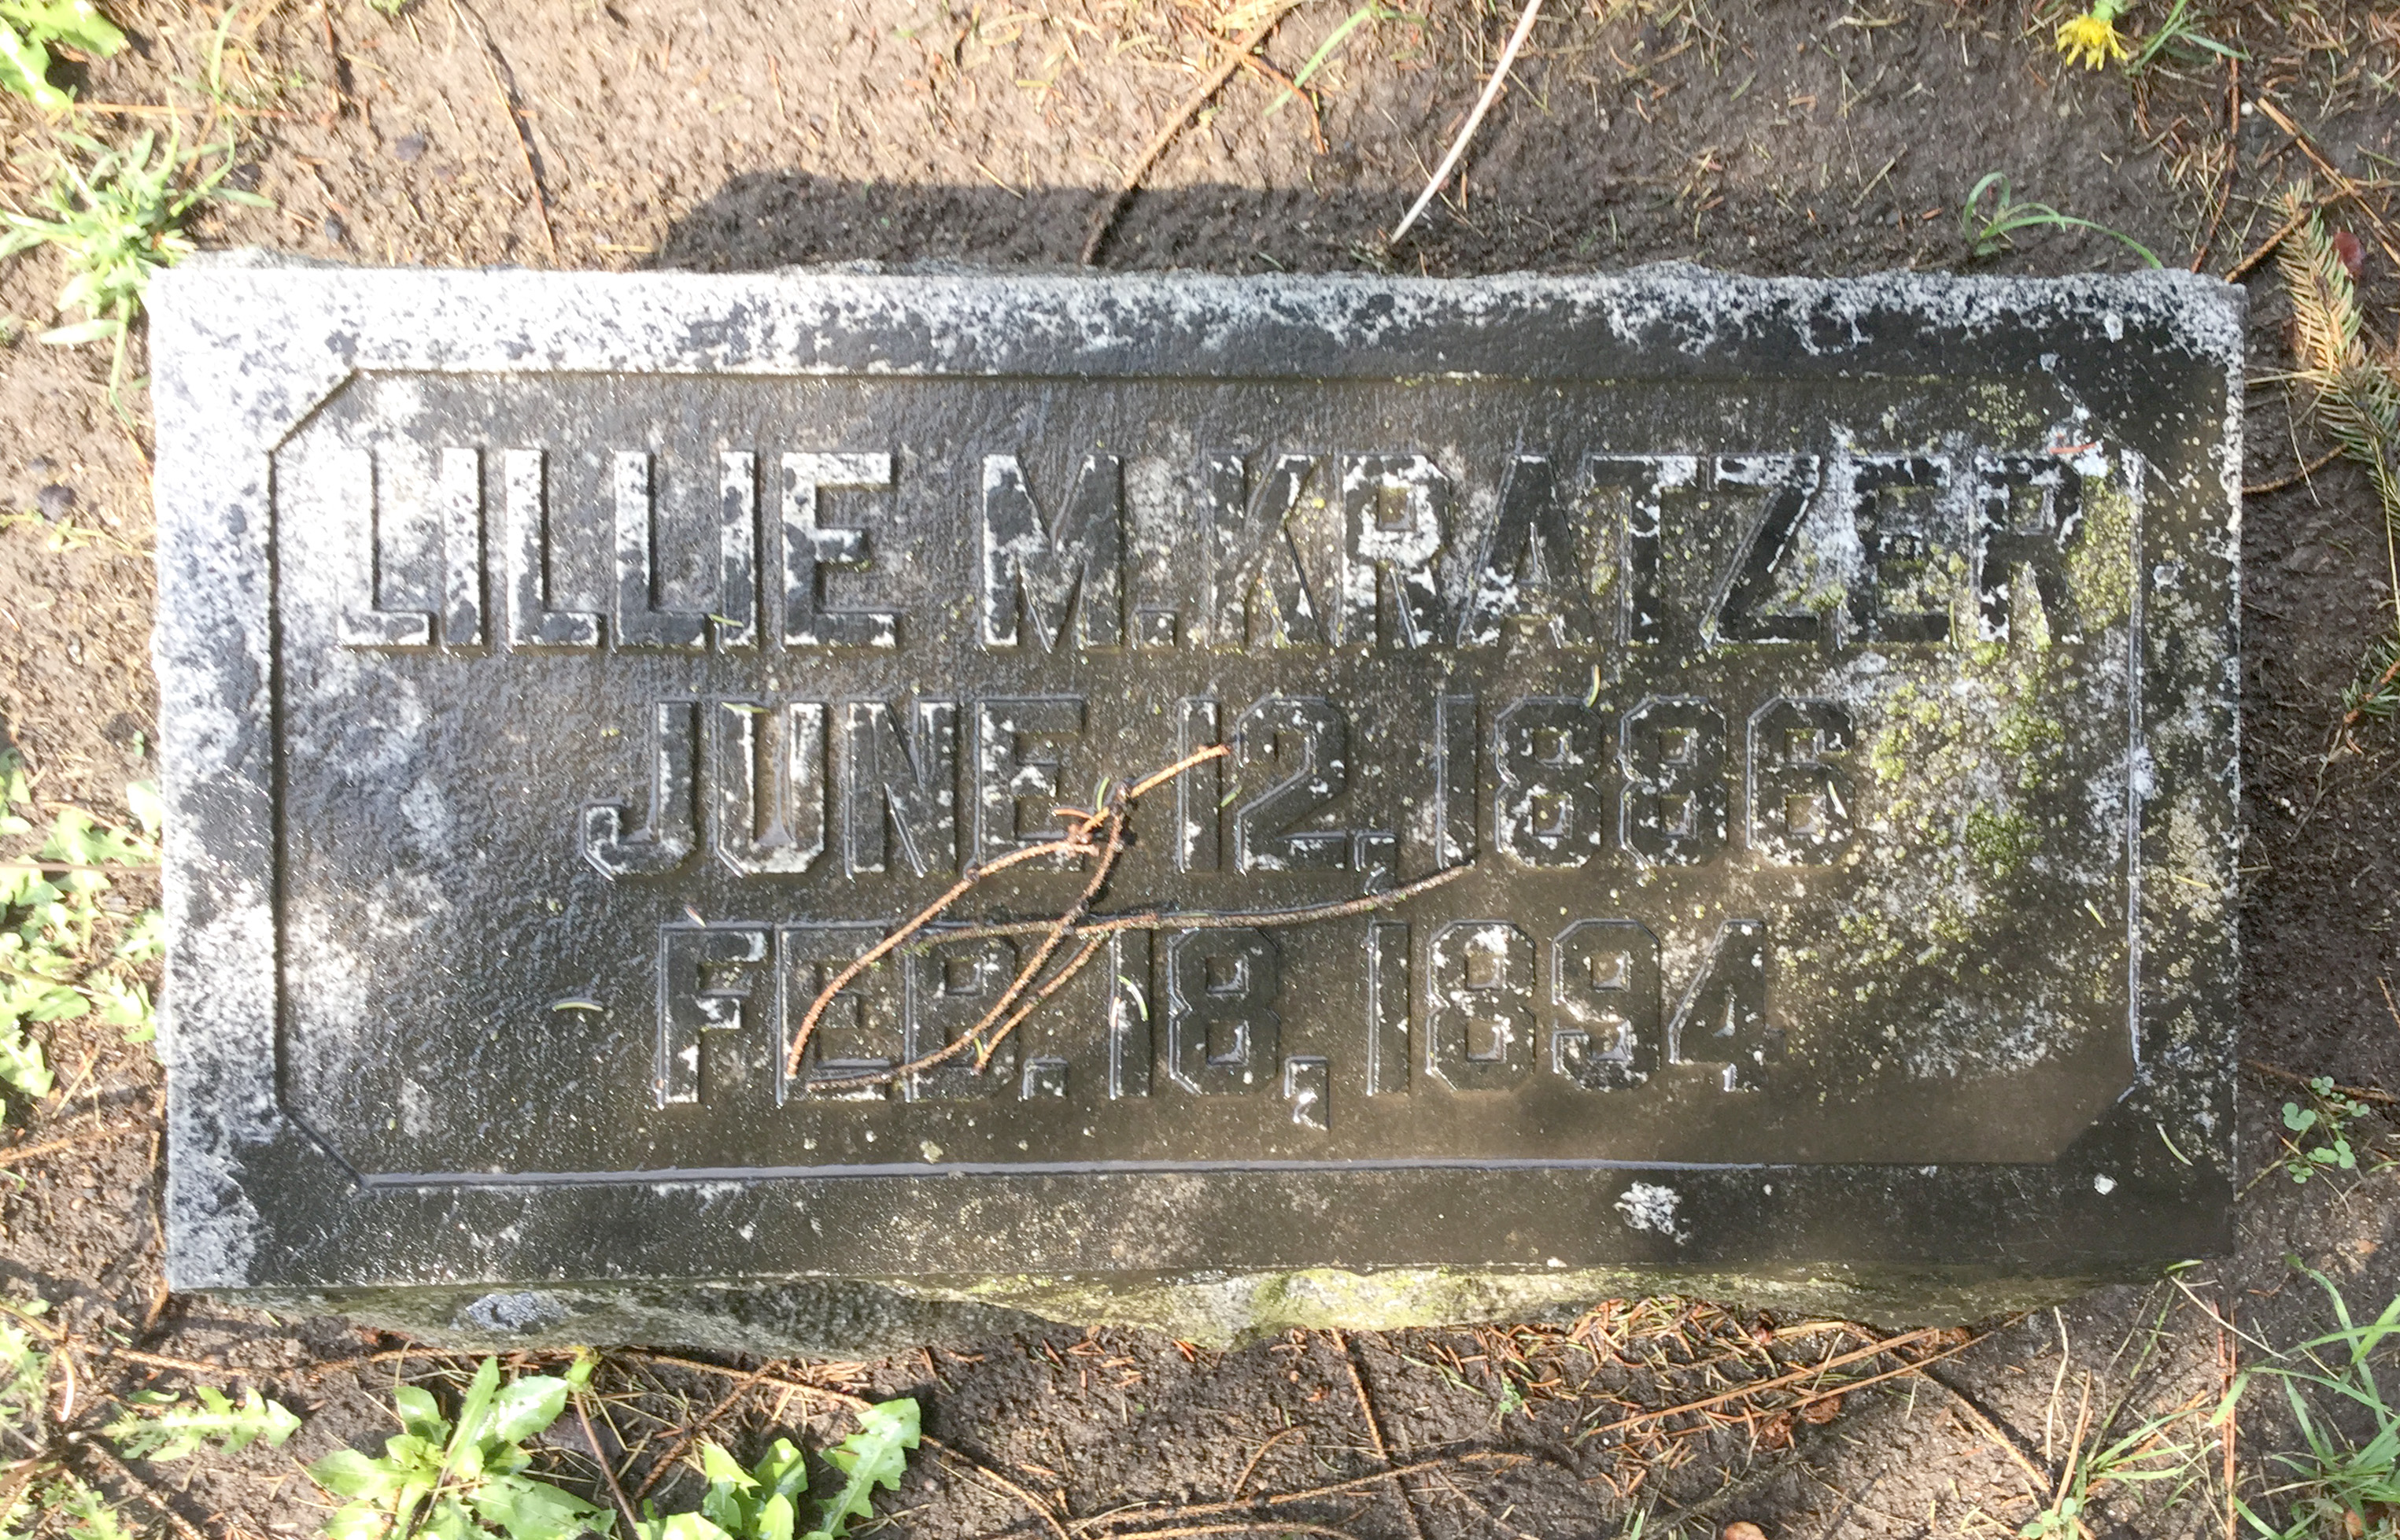 LILLIE M. KRATZER
JUNE 12, 1886
FEB. 18, 1894